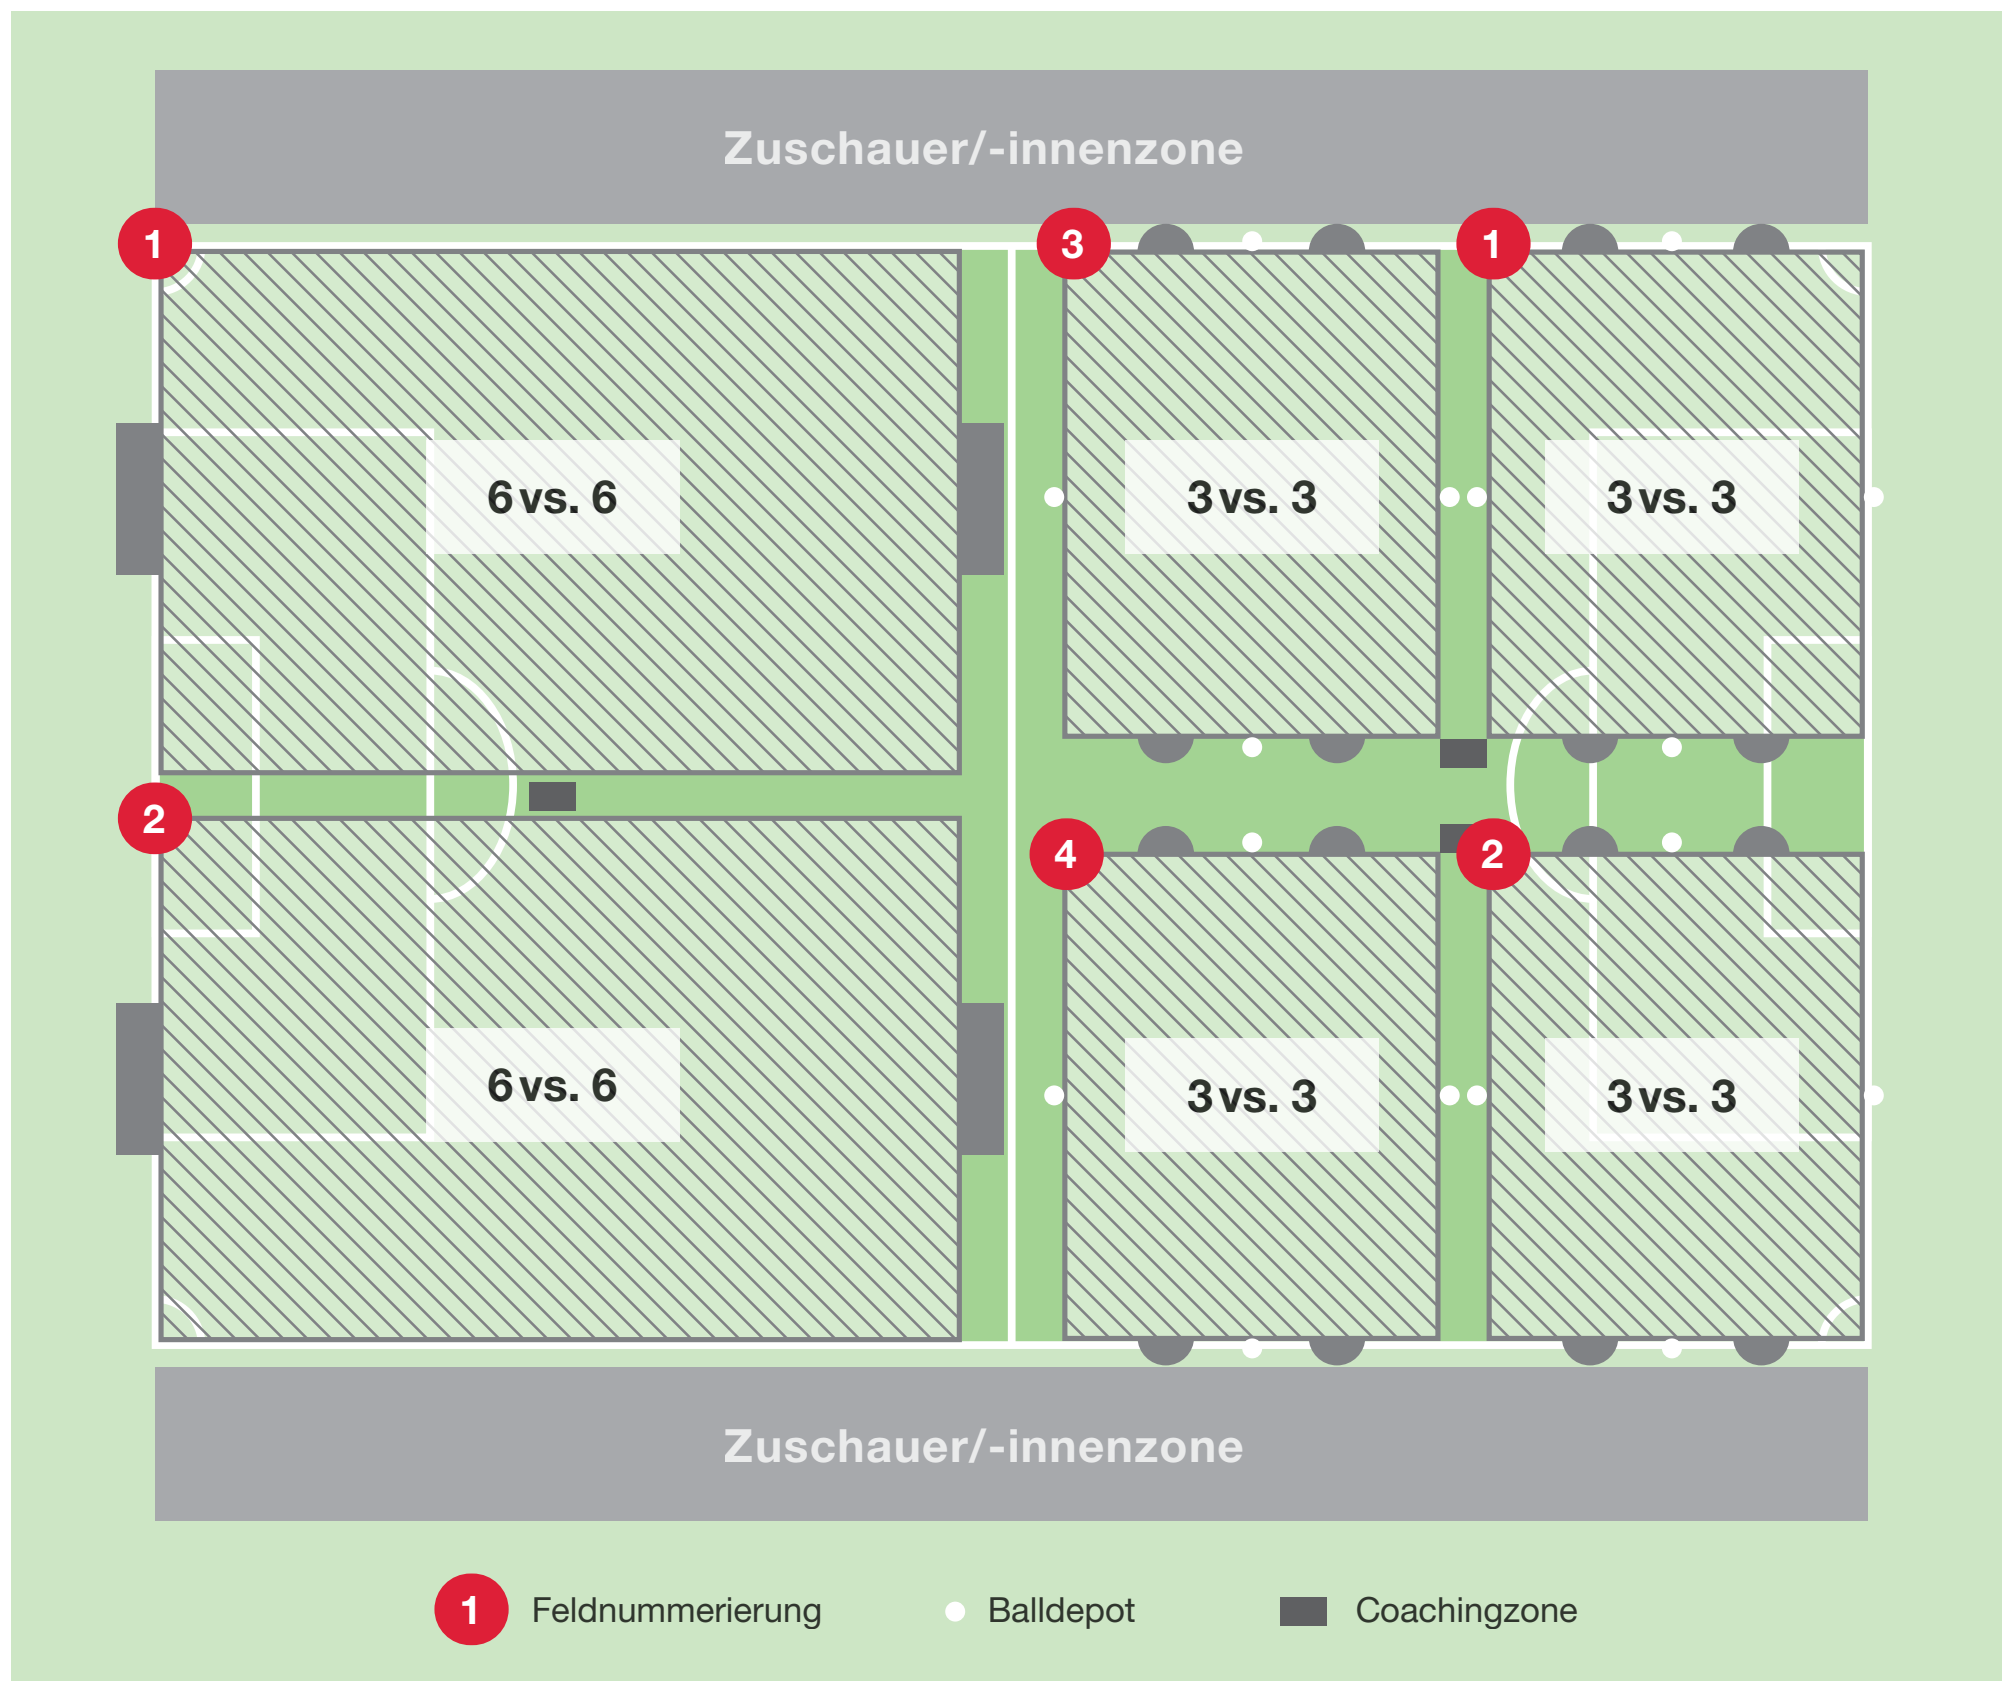 Zuschauer/-innenzone
1
3
1
6 vs. 6
3 vs. 3
3 vs. 3
2
4
2
6 vs. 6
3 vs. 3
3 vs. 3
Zuschauer/-innenzone
1 Feldnummerierung
Balldepot
Coachingzone